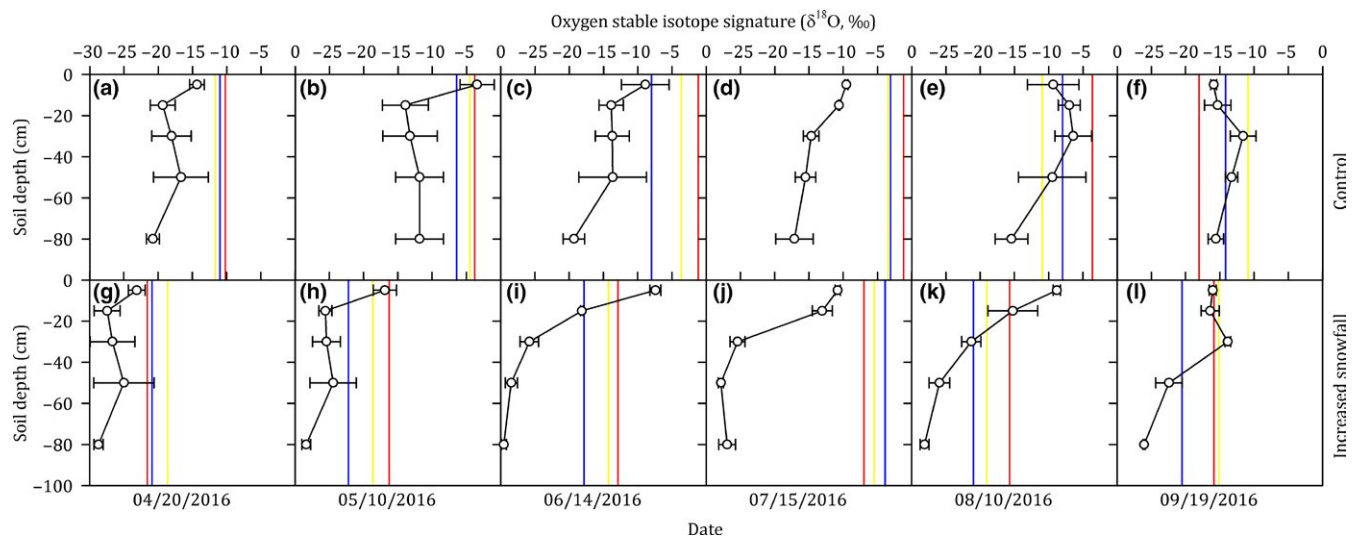 Oxygen stable isotope signature (δ18O, ‰)
0 0 0 0 0
−30 −25 −20 −15 −10 −5 −25 −20 −15 −10 −5 −25 −20 −15 −10 −5 −25 −20 −15 −10 −5 −25 −20 −15 −10 −5 −25 −20 −15 −10 −5 0
0
(a) (b) (c) (d) (e) (f)
−20
−40
−60
−80
Soil depth (cm)
Control
0
(g) (h) (i) (j) (k) (l)
−20
−40
−60
−80
−100
Soil depth (cm)
Increased snowfall
04/20/2016 05/10/2016 06/14/2016 07/15/2016 08/10/2016 09/19/2016
Date